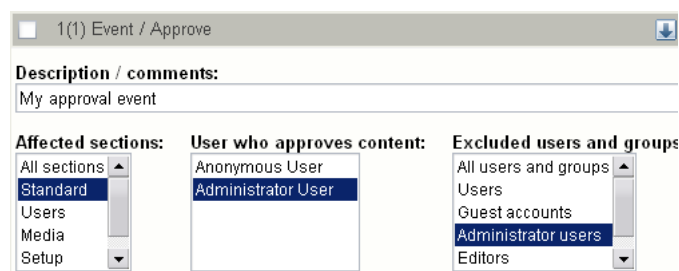 1(1) Event / Approve
Description / comments:
My approval event
Affected sections: User who approves content: Excluded users and groups
All sections Anonymous User All users and groups
Standard Administrator User Users
Users Guest accounts
Media Administrator users
Setup Editors